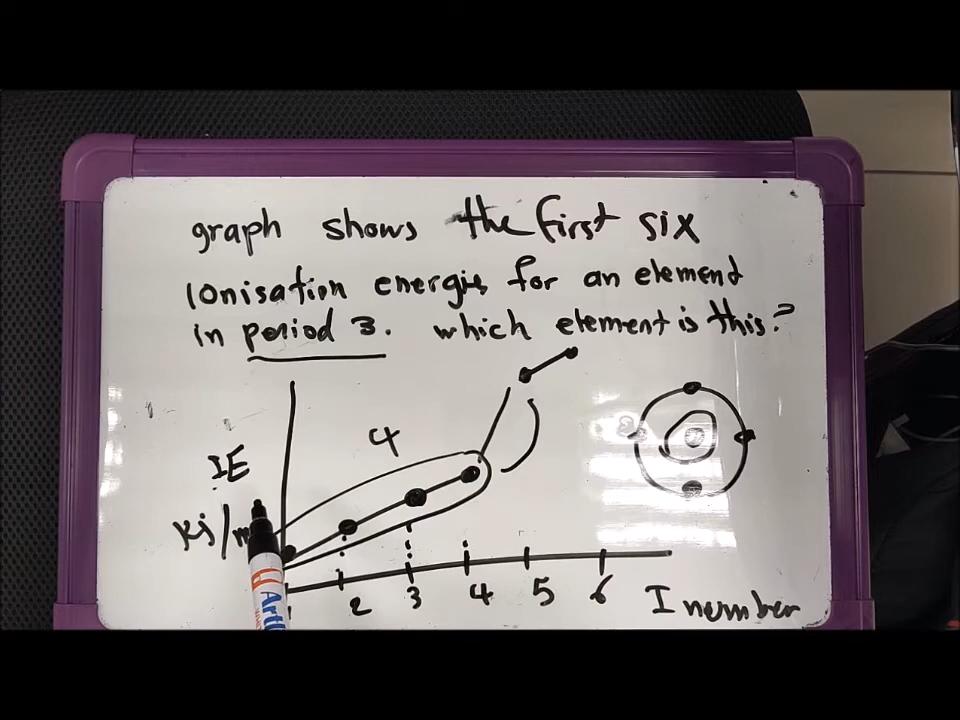 graph shows the first six
ionisation energies for an element
in period 3. which element is this?
4
IE
KJ/m
2 3 4 5 6
I number